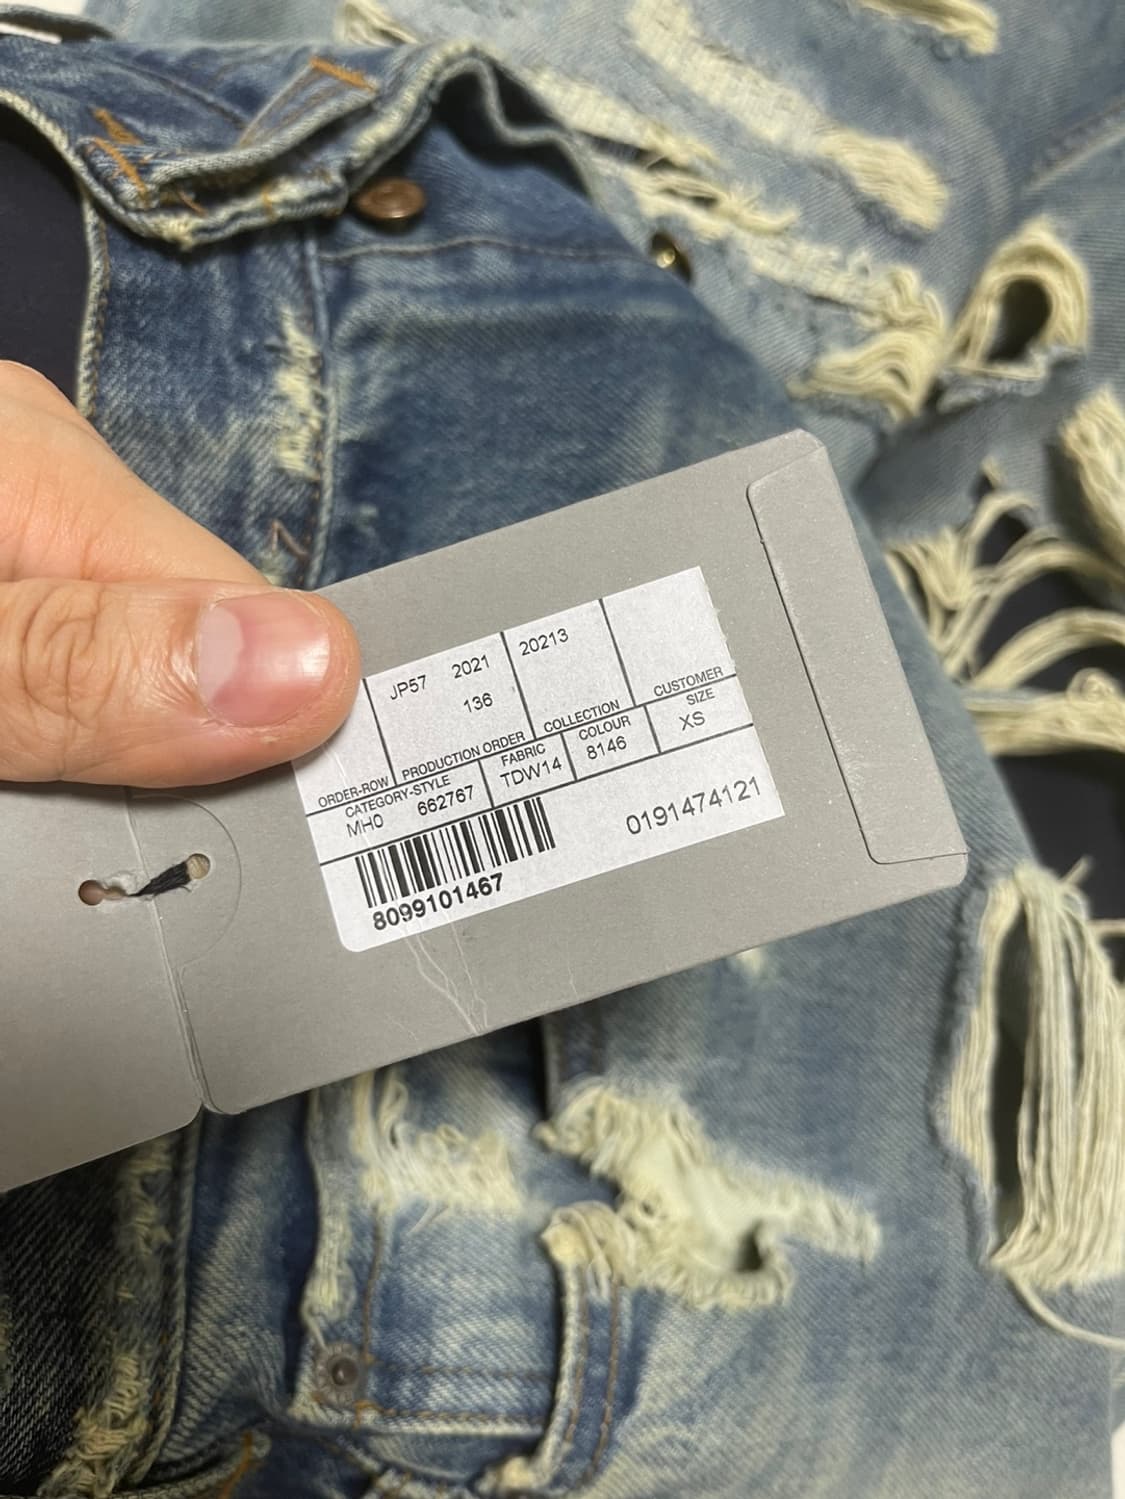 JP57 2021 20213
136
ORDER-ROW PRODUCTION ORDER COLLECTION CUSTOMER
CATEGORY-STYLE FABRIC COLOUR SIZE
MH0 662767 TDW14 8146 XS
0191474121
8099101467